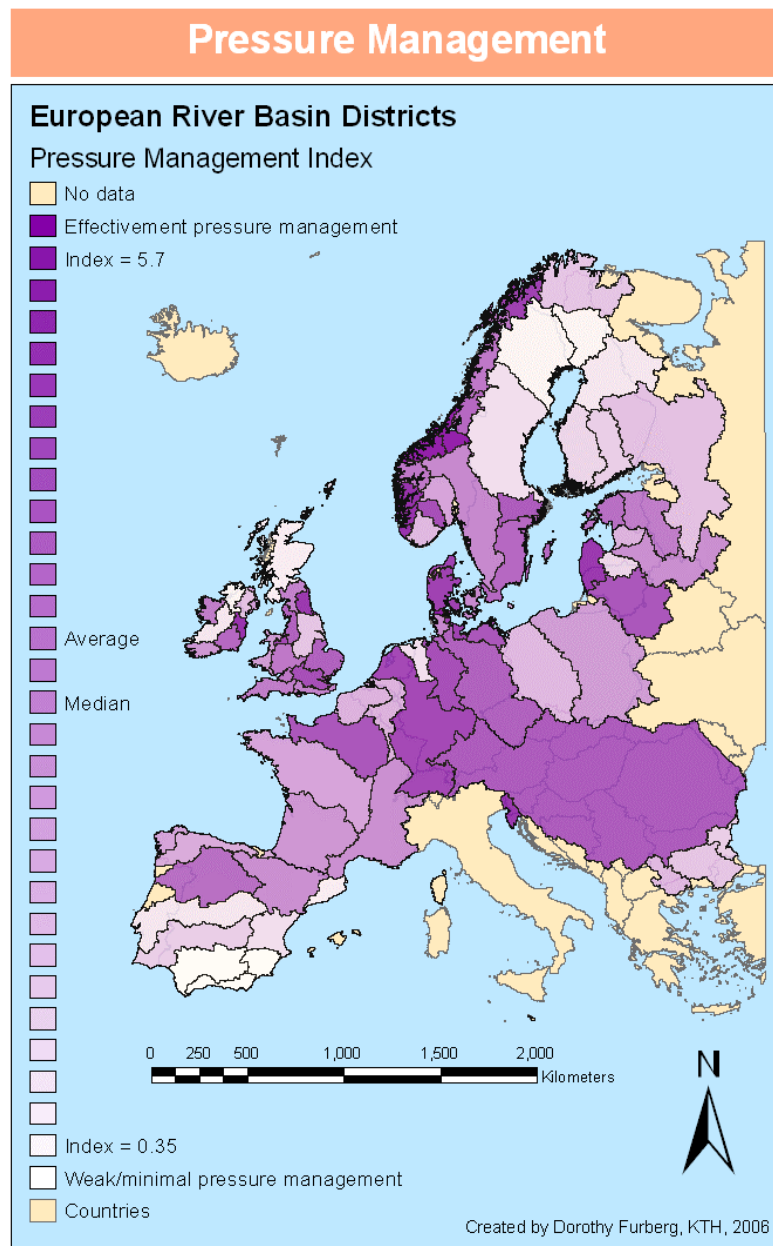 Pressure Management
European River Basin Districts
Pressure Management Index
No data
Effectivement pressure management
Index = 5.7
Average
Median
Index = 0.35
Weak/minimal pressure management
Countries
0 250 500 1,000 1,500 2,000
Kilometers
N
Created by Dorothy Furberg, KTH, 2006